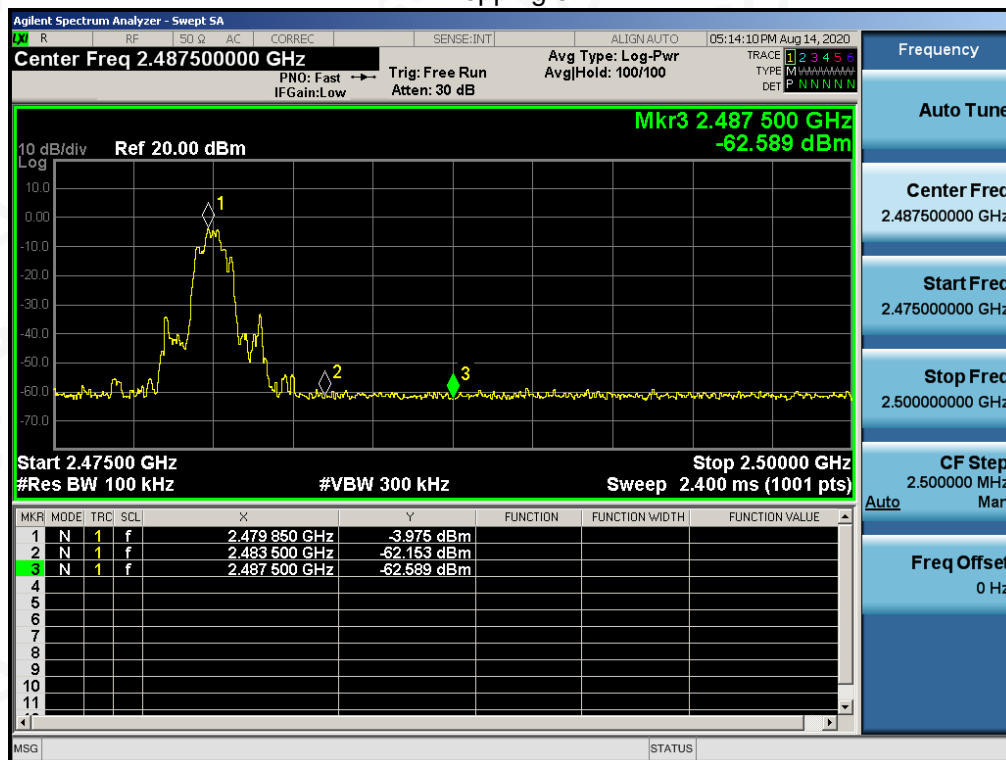 Agilent Spectrum Analyzer - Swept SA
LXI R RF 50 Ω AC CORREC SENSE:INT ALIGN AUTO 05:14:10 PM Aug 14, 2020
Center Freq 2.487500000 GHz
PNO: Fast
IFGain:Low
Trig: Free Run
Atten: 30 dB
Avg Type: Log-Pwr
Avg|Hold: 100/100
TRACE 1 2 3 4 5 6
TYPE M W W W W W
DET P N N N N N
Mkr3 2.487 500 GHz
-62.589 dBm
10 dB/div Ref 20.00 dBm
Log
10.0
0.00
-10.0
-20.0
-30.0
-40.0
-50.0
-60.0
-70.0
1
2
3
Start 2.47500 GHz Stop 2.50000 GHz
#Res BW 100 kHz #VBW 300 kHz Sweep 2.400 ms (1001 pts)
MKR MODE TRC SCL X Y FUNCTION FUNCTION WIDTH FUNCTION VALUE
1 N 1 f 2.479 850 GHz -3.975 dBm
2 N 1 f 2.483 500 GHz -62.153 dBm
3 N 1 f 2.487 500 GHz -62.589 dBm
4
5
6
7
8
9
10
11
MSG STATUS
Frequency
Auto Tune
Center Freq
2.487500000 GHz
Start Freq
2.475000000 GHz
Stop Freq
2.500000000 GHz
CF Step
2.500000 MHz
Auto Man
Freq Offset
0 Hz